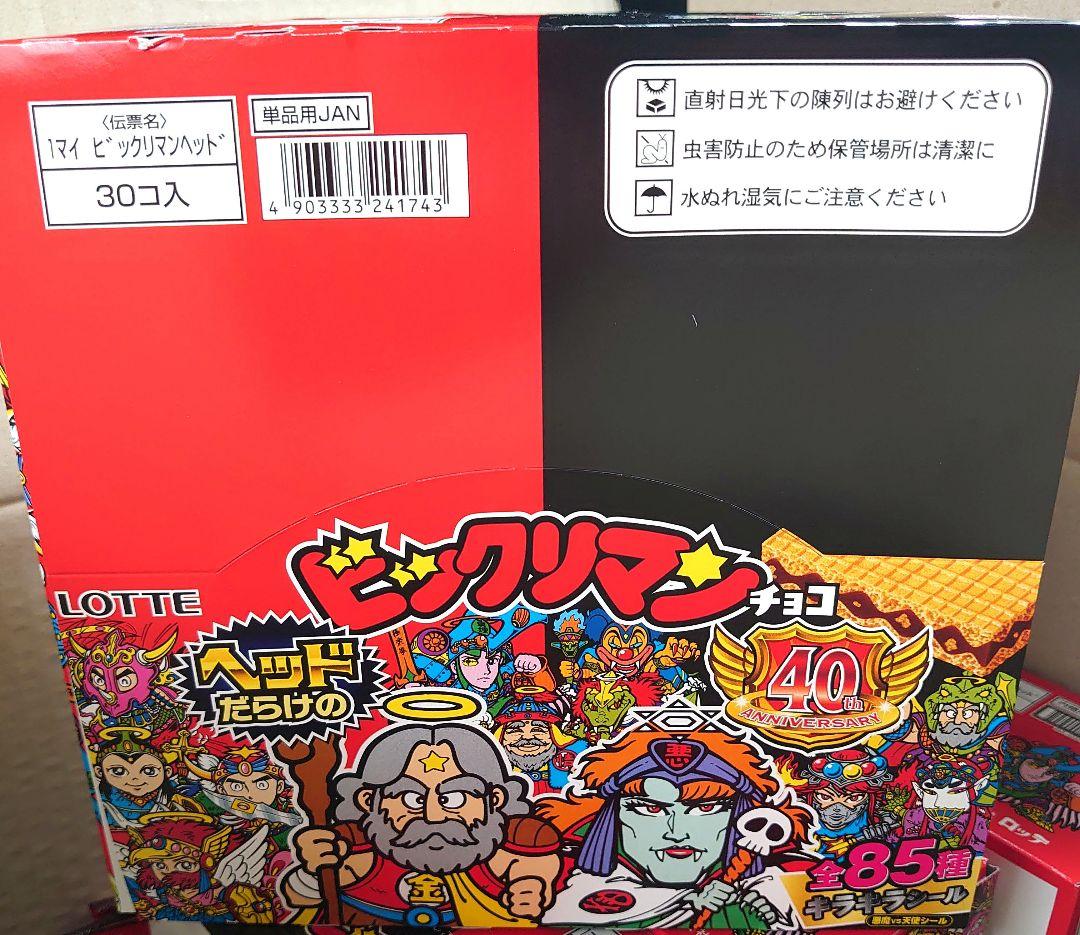 〈伝票名〉
1マイ ビックリマンヘッド
30コ入
単品用JAN
4 903333 241743
直射日光下の陳列はお避けください
虫害防止のため保管場所は清潔に
水ぬれ湿気にご注意ください
ビックリマン
チョコ
LOTTE
ヘッド
だらけの
40th
ANNIVERSARY
悪
金
全85種
キラキラシール
悪魔vs天使シール
ロッテ